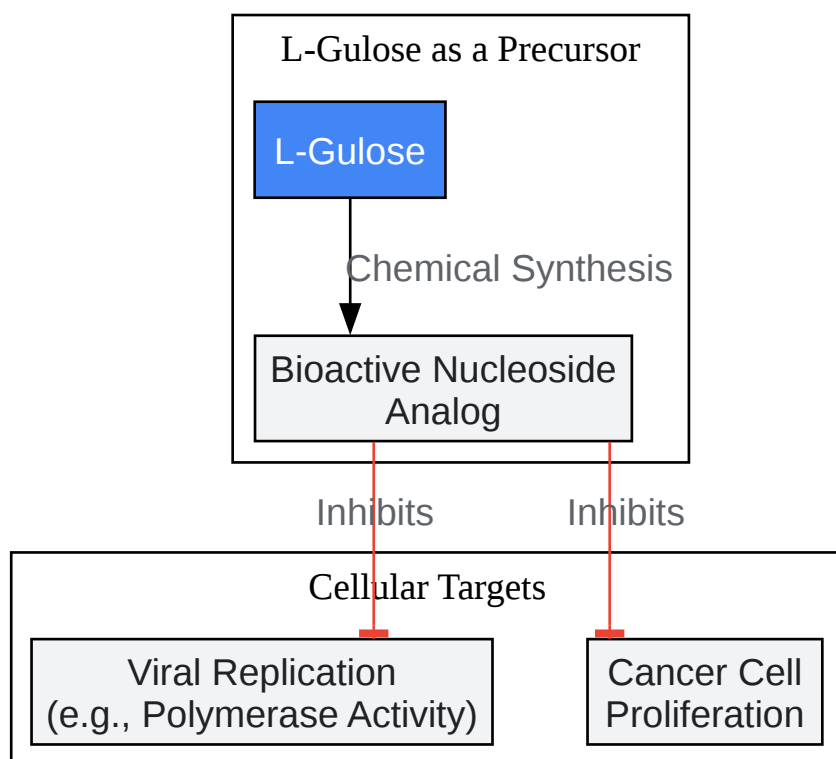 L-Gulose as a Precursor
L-Gulose
Chemical Synthesis
Bioactive Nucleoside
Analog
Inhibits
Inhibits
Cellular Targets
Viral Replication
(e.g., Polymerase Activity)
Cancer Cell
Proliferation